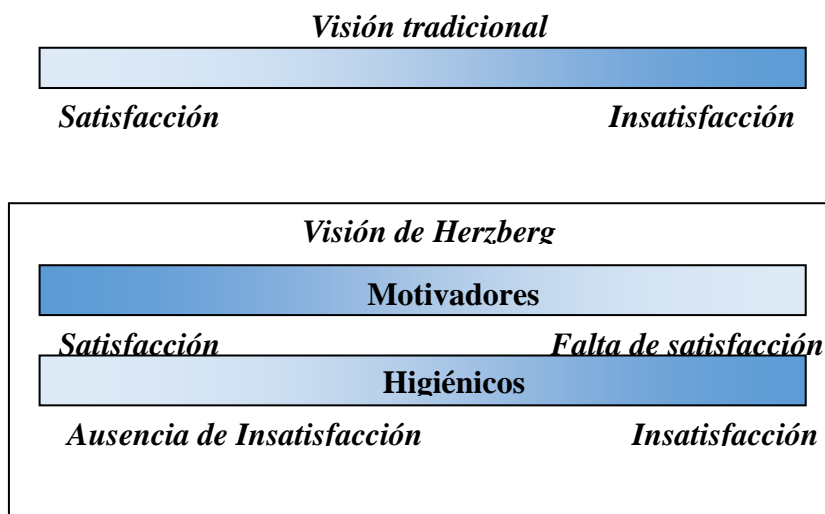 Visión tradicional
Satisfacción Insatisfacción
Visión de Herzberg
Motivadores
Satisfacción Falta de satisfacción
Higiénicos
Ausencia de Insatisfacción Insatisfacción